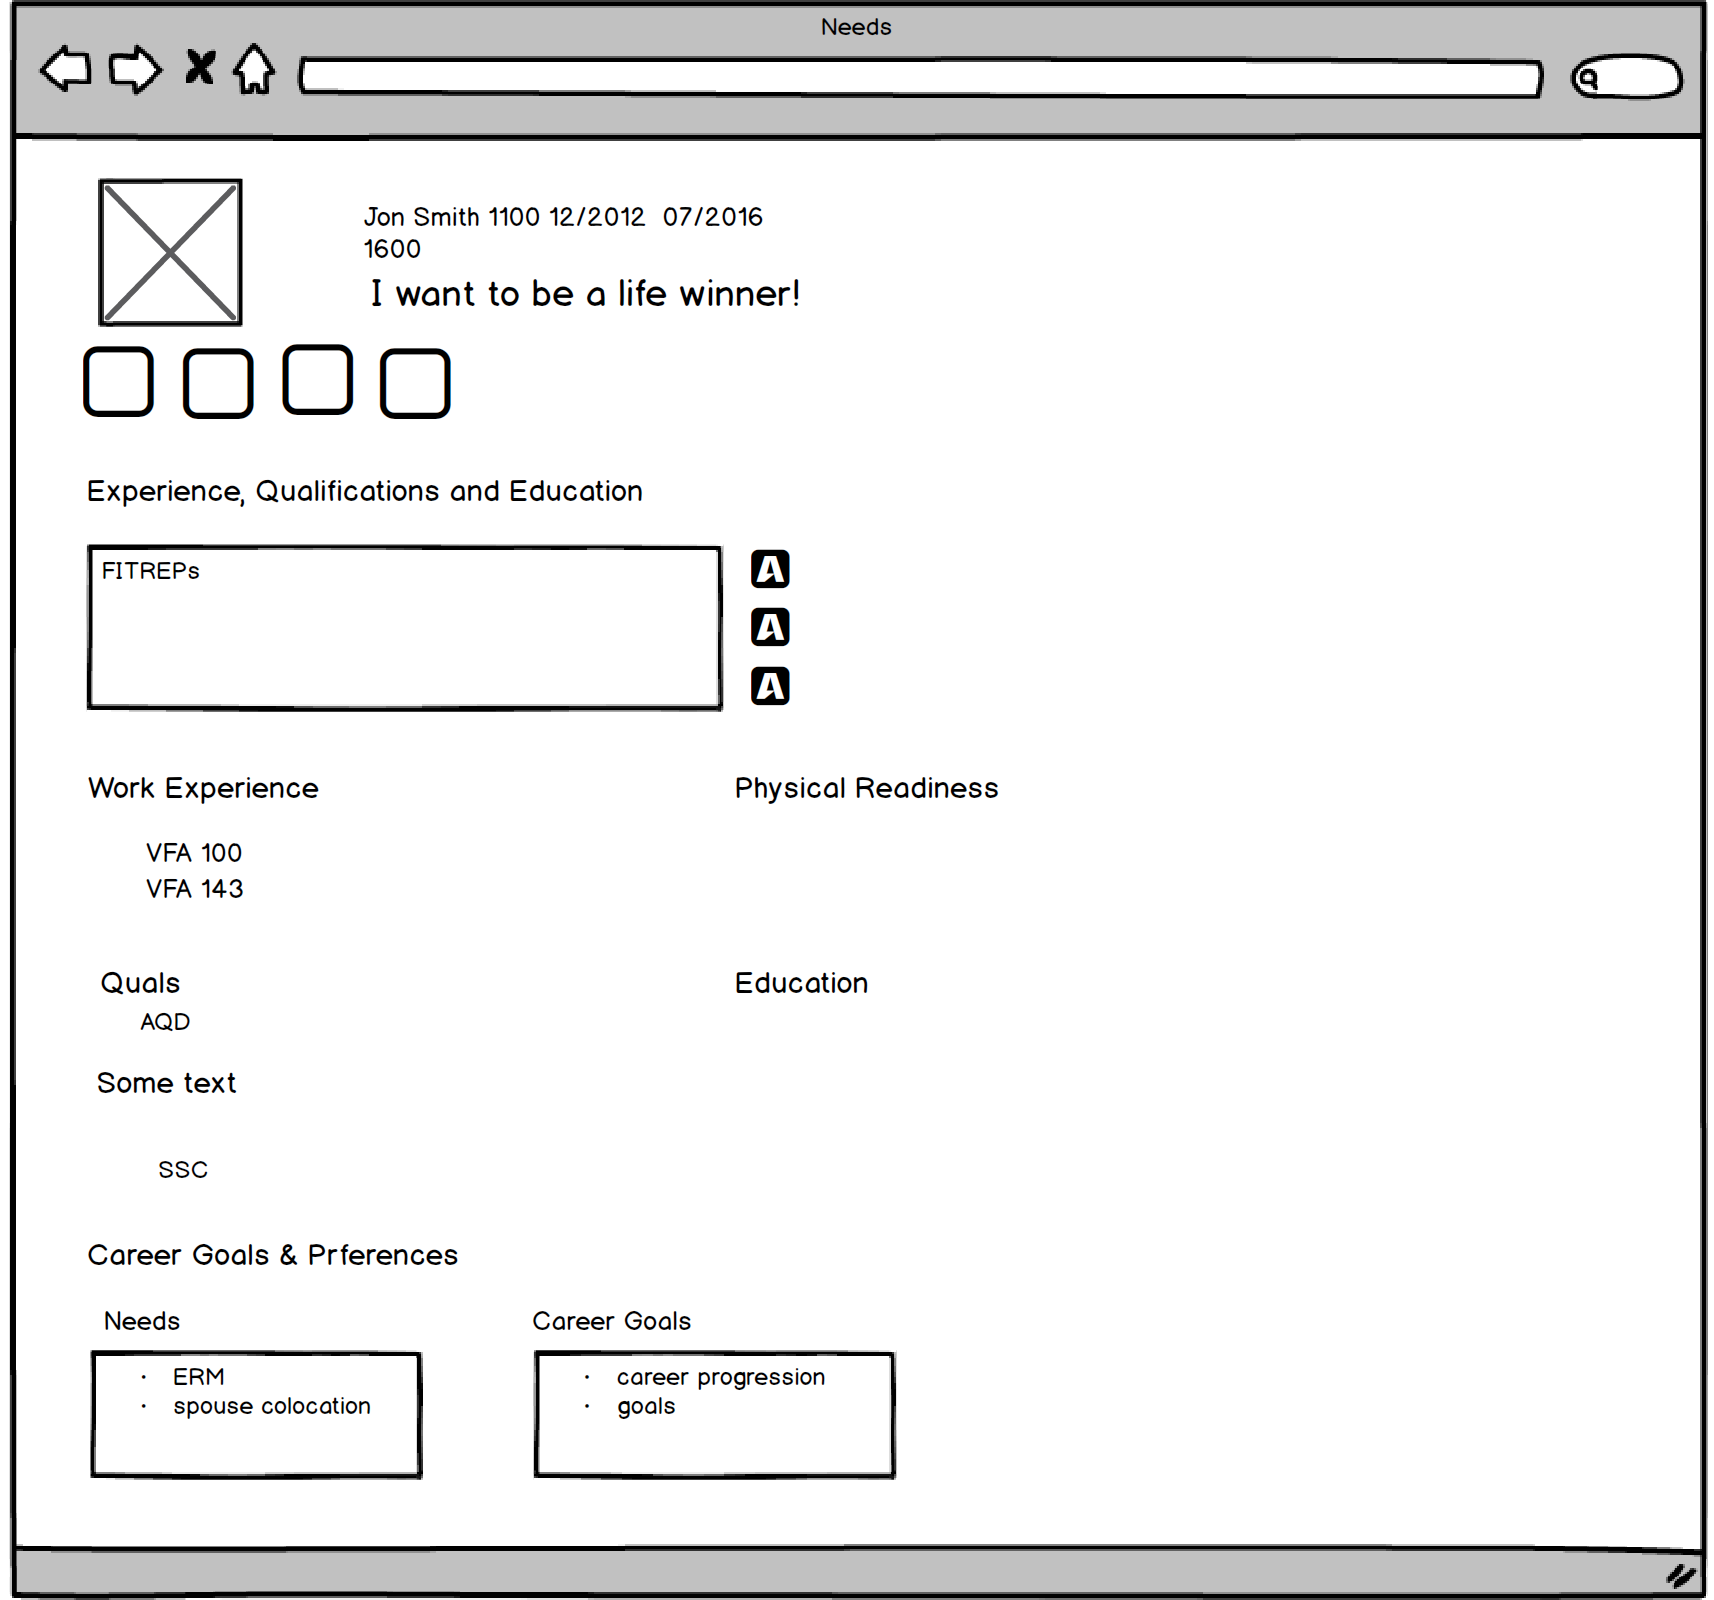 Needs
Jon Smith 1100 12/2012 07/2016
1600
I want to be a life winner!
Experience, Qualifications and Education
FITREPs
A
A
A
Work Experience
Physical Readiness
VFA 100
VFA 143
Quals
Education
AQD
Some text
SSC
Career Goals & Prferences
Needs
Career Goals
· ERM
· spouse colocation
· career progression
· goals